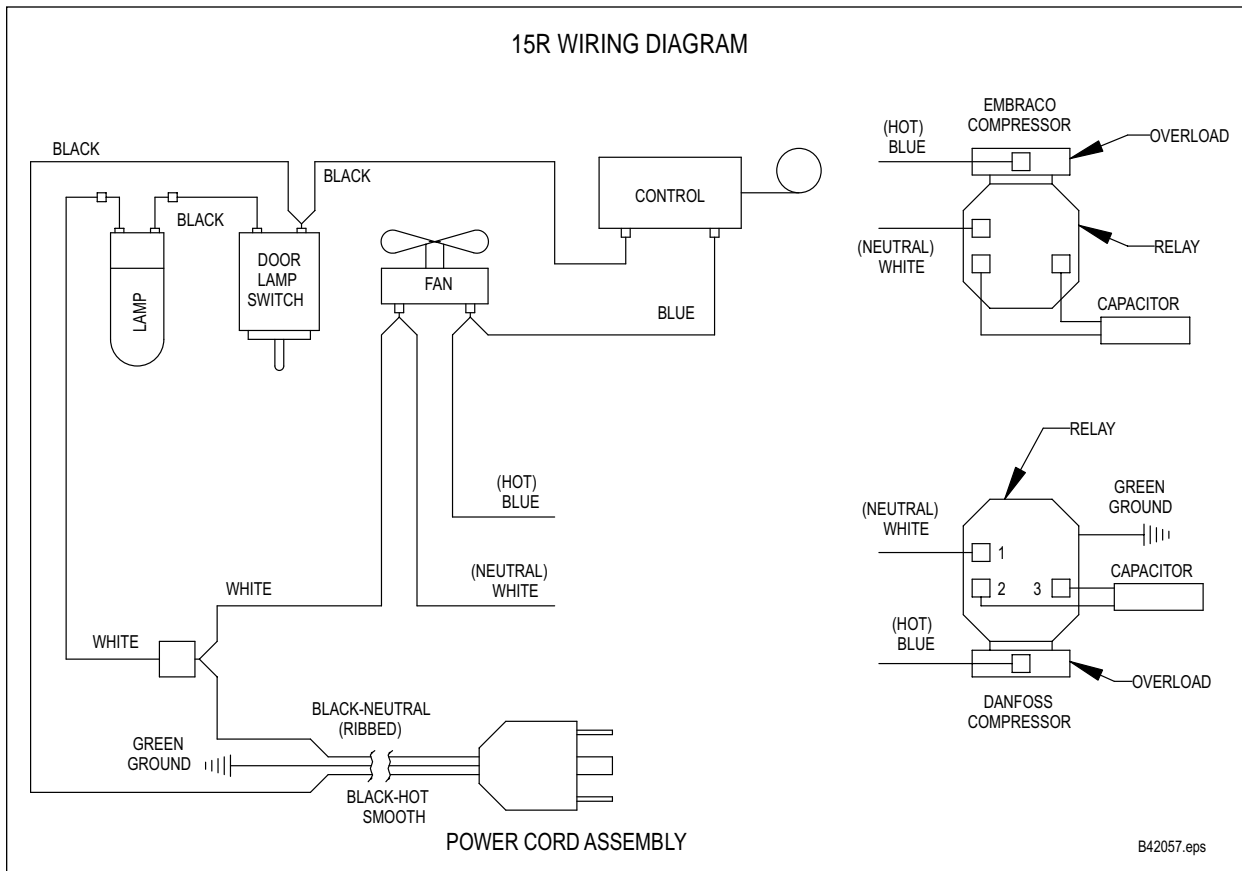 15R WIRING DIAGRAM
BLACK
BLACK
BLACK
LAMP
DOOR
LAMP
SWITCH
FAN
CONTROL
BLUE
(HOT)
BLUE
(NEUTRAL)
WHITE
WHITE
WHITE
BLACK-NEUTRAL
(RIBBED)
GREEN
GROUND
BLACK-HOT
SMOOTH
POWER CORD ASSEMBLY
EMBRACO
COMPRESSOR
(HOT)
BLUE
OVERLOAD
(NEUTRAL)
WHITE
RELAY
CAPACITOR
RELAY
GREEN
GROUND
(NEUTRAL)
WHITE
1
2 3
CAPACITOR
(HOT)
BLUE
OVERLOAD
DANFOSS
COMPRESSOR
B42057.eps